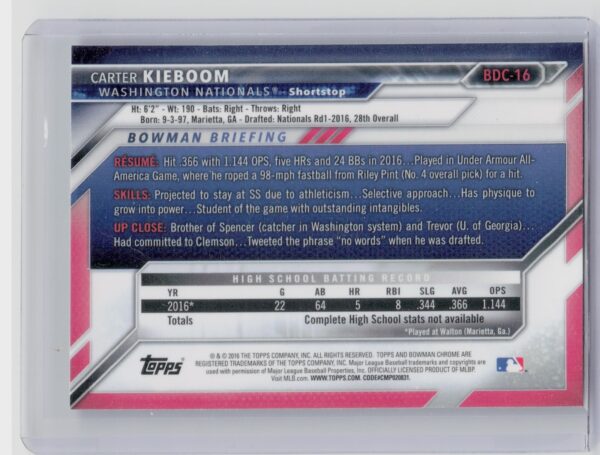 CARTER KIEBOOM
BDC-16
WASHINGTON NATIONALS® Shortstop
Ht: 6'2" - Wt: 190 - Bats: Right - Throws: Right
Born: 9-3-97, Marietta, GA - Drafted: Nationals Rd1-2016, 28th Overall
BOWMAN BRIEFING
RÉSUMÉ: Hit .366 with 1.144 OPS, five HRs and 24 BBs in 2016...Played in Under Armour All-
America Game, where he roped a 98-mph fastball from Riley Pint (No. 4 overall pick) for a hit.
SKILLS: Projected to stay at SS due to athleticism...Selective approach...Has physique to
grow into power...Student of the game with outstanding intangibles.
UP CLOSE: Brother of Spencer (catcher in Washington system) and Trevor (U. of Georgia)...
Had committed to Clemson...Tweeted the phrase "no words" when he was drafted.
HIGH SCHOOL BATTING RECORD
YR G AB HR RBI SLG AVG OPS
2016* 22 64 5 8 .344 .366 1.144
Totals Complete High School stats not available
*Played at Walton (Marietta, Ga.)
Topps
® & © 2016 THE TOPPS COMPANY, INC. ALL RIGHTS RESERVED. TOPPS AND BOWMAN CHROME ARE
REGISTERED TRADEMARKS OF THE TOPPS COMPANY, INC. Major League Baseball trademarks and copyrights are
used with permission of Major League Baseball Properties, Inc. OFFICIALLY LICENSED PRODUCT OF MLBP.
Visit MLB.com. WWW.TOPPS.COM. CODE#CMP020831.